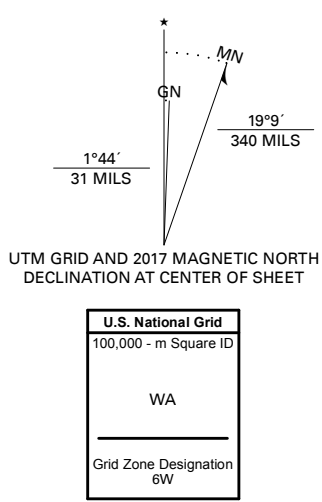 ★
MN
GN
19°9´
340 MILS
1°44´
31 MILS
UTM GRID AND 2017 MAGNETIC NORTH
DECLINATION AT CENTER OF SHEET
U.S. National Grid
100,000 - m Square ID
WA
Grid Zone Designation
6W